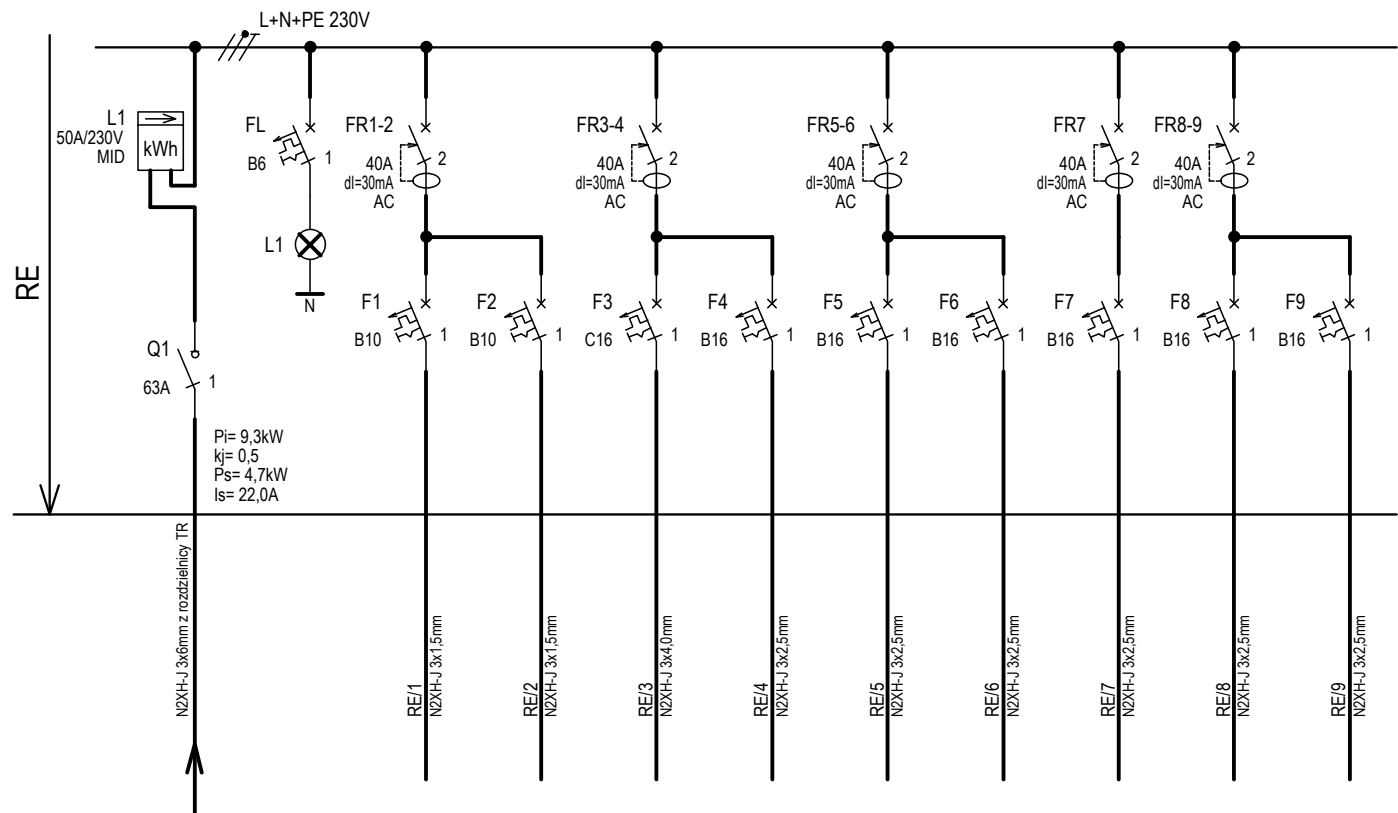 L+N+PE 230V
RE
L1
50A/230V
MID
kWh
FL
B6
1
L1
N
FR1-2
40A
2
dI=30mA
AC
FR3-4
40A
2
dI=30mA
AC
FR5-6
40A
2
dI=30mA
AC
FR7
40A
2
dI=30mA
AC
FR8-9
40A
2
dI=30mA
AC
Q1
63A
1
F1
B10
1
F2
B10
1
F3
C16
1
F4
B16
1
F5
B16
1
F6
B16
1
F7
B16
1
F8
B16
1
F9
B16
1
Pi= 9,3kW
kj= 0,5
Ps= 4,7kW
Is= 22,0A
N2XH-J 3x6mm z rozdzielnicy TR
RE/1
N2XH-J 3x1,5mm
RE/2
N2XH-J 3x1,5mm
RE/3
N2XH-J 3x4,0mm
RE/4
N2XH-J 3x2,5mm
RE/5
N2XH-J 3x2,5mm
RE/6
N2XH-J 3x2,5mm
RE/7
N2XH-J 3x2,5mm
RE/8
N2XH-J 3x2,5mm
RE/9
N2XH-J 3x2,5mm